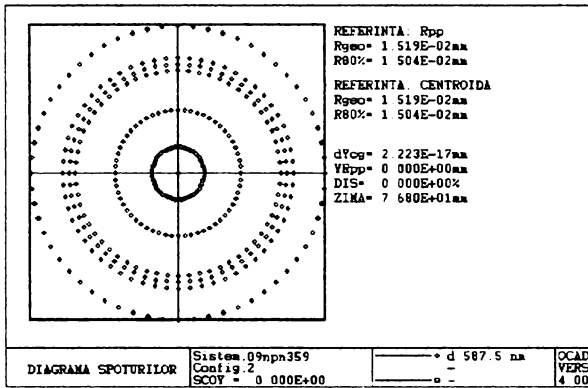 REFERINTA: Rpp
Rgeo= 1.519E-02mm
R80%= 1 504E-02mm
REFERINTA. CENTROIDA
Rgeo= 1.519E-02mm
R80%= 1 504E-02mm
dYcg= 2.223E-17mm
YRpp= 0 000E+00mm
DIS= 0 000E+00%
ZIMA= 7 680E+01mm
DIAGRAMA SPOTURILOR
Sistem.09npn359
Config.2
SCOY = 0 000E+00
d 587.5 nm
-
-
OCAD
VERS
4 00